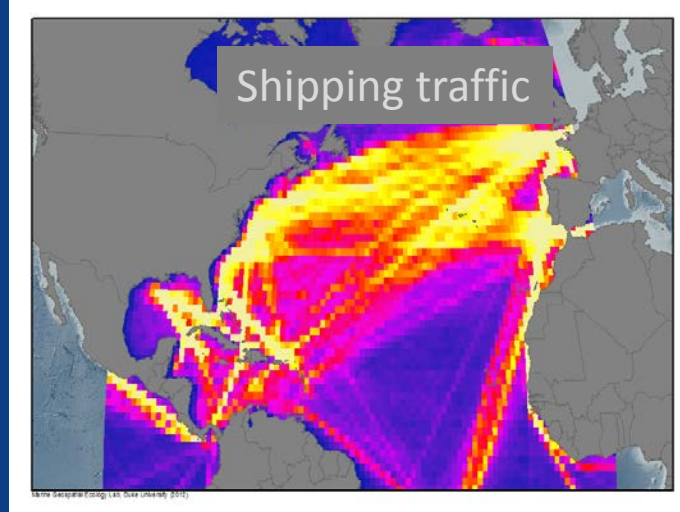 Shipping traffic
Marine Geospatial Ecology Lab, Duke University (2012)